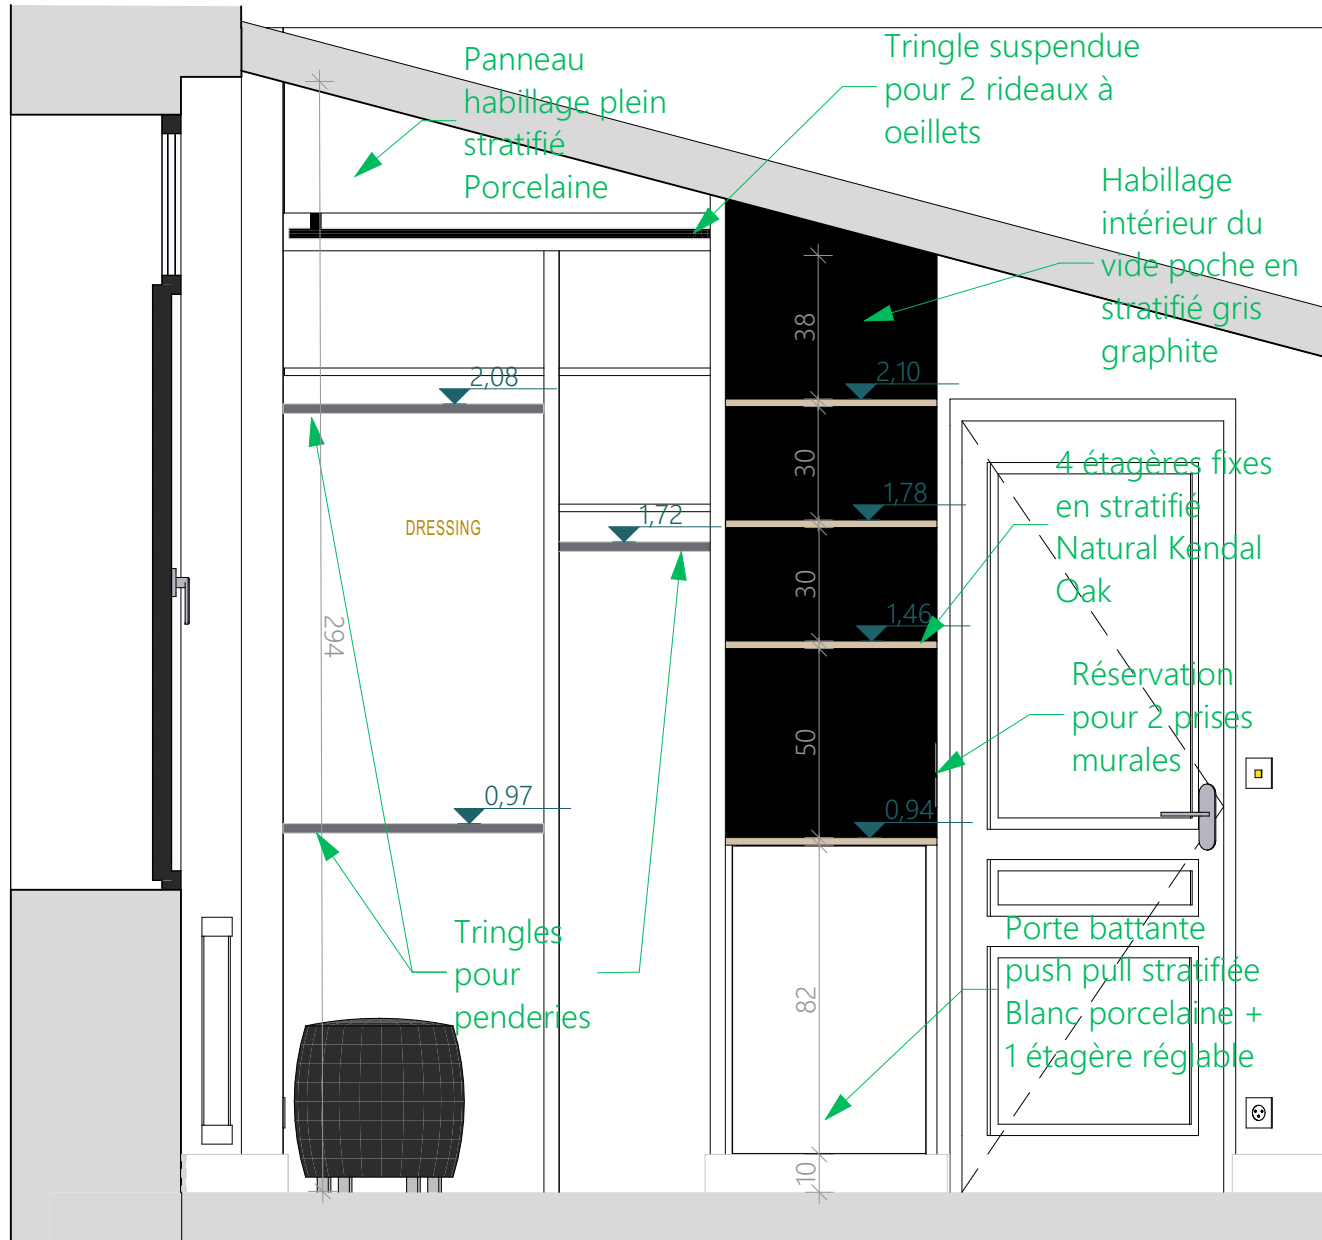 Panneau
habillage plein
stratifié
Porcelaine
Tringle suspendue
pour 2 rideaux à
oeillets
Habillage
intérieur du
vide poche en
stratifié gris
graphite
38
2,08
2,10
30
4 étagères fixes
en stratifié
Natural Kendal
Oak
1,78
1,72
DRESSING
30
294
1,46
Réservation
pour 2 prises
murales
50
0,97
0,94
Tringles
pour
penderies
Porte battante
push pull stratifiée
Blanc porcelaine +
1 étagère réglable
82
10